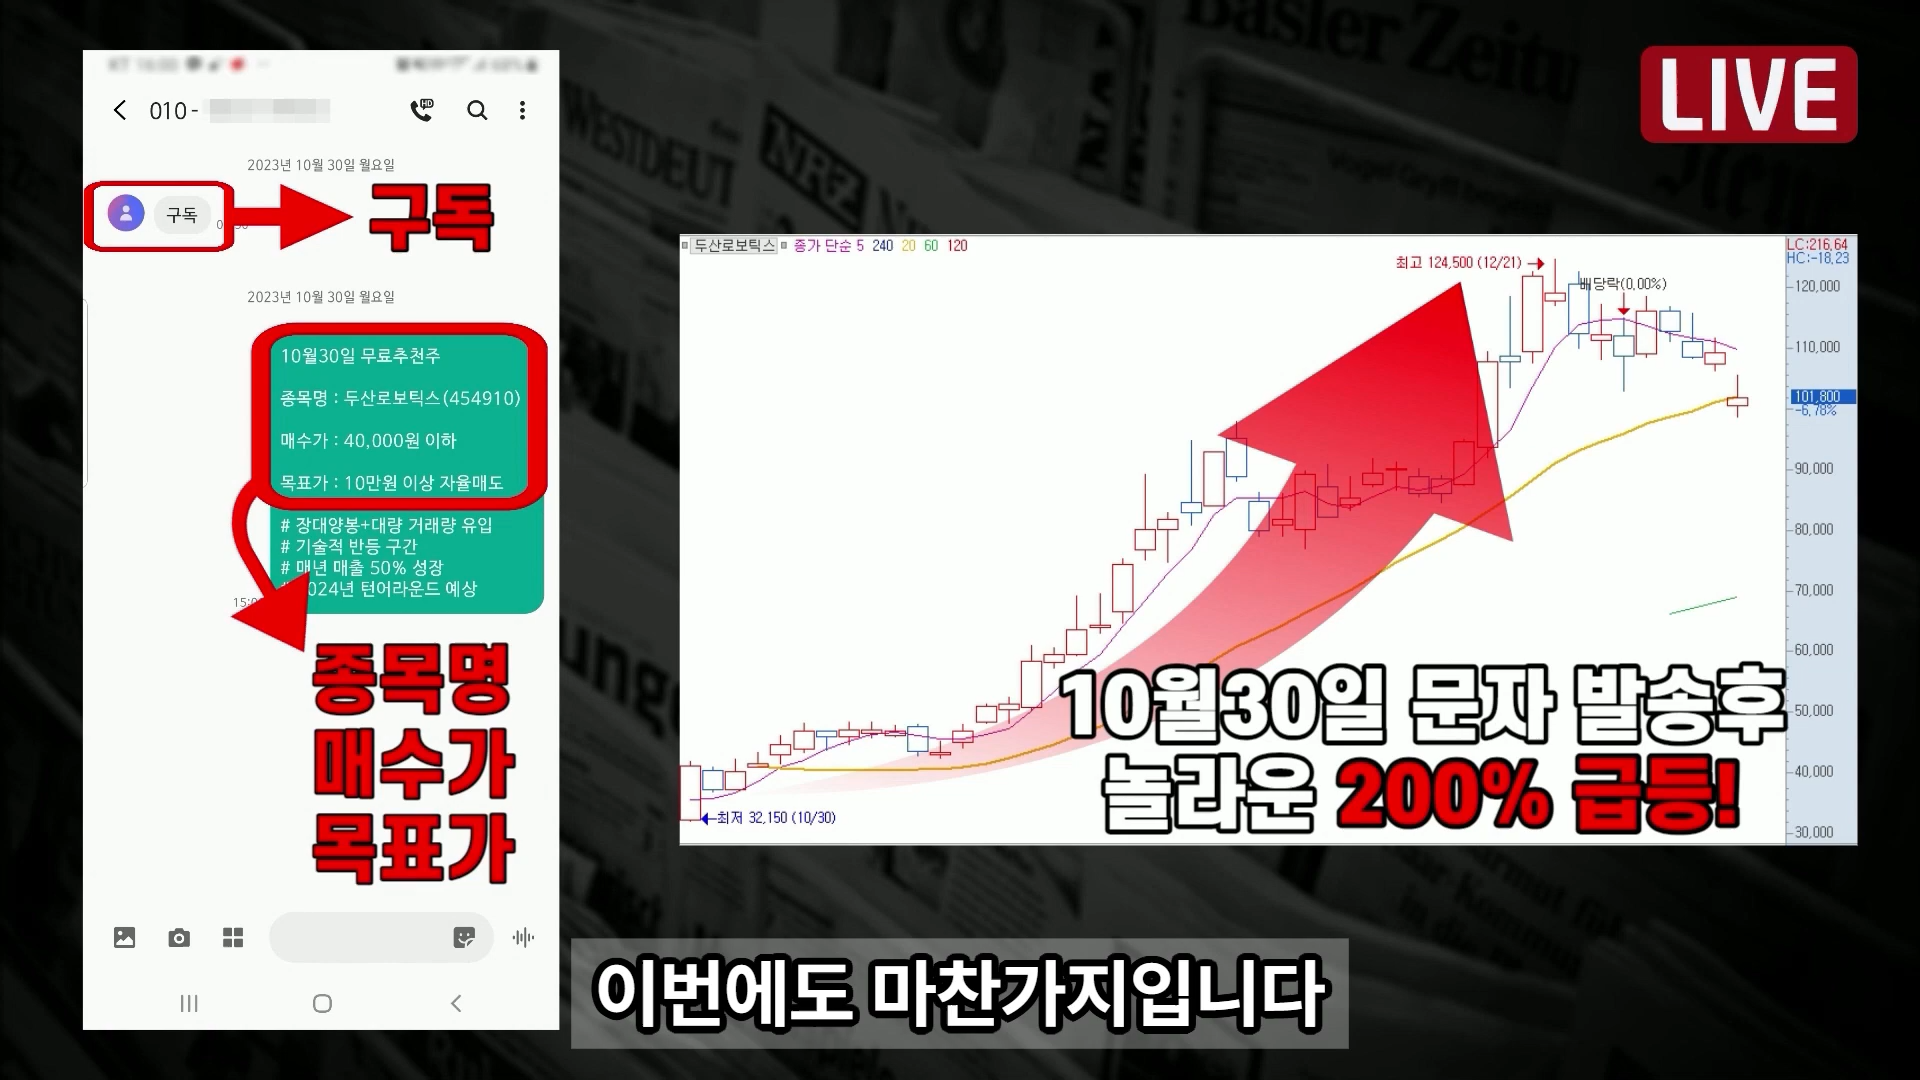 Basler Zeitu
WESTDEUT
NRZ
LIVE
010 -
2023년 10월 30일 월요일
구독
구독
2023년 10월 30일 월요일
10월30일 무료추천주
종목명 : 두산로보틱스(454910)
매수가 : 40,000원 이하
목표가 : 10만원 이상 자율매도
# 장대양봉+대량 거래량 유입
# 기술적 반등 구간
# 매년 매출 50% 성장
024년 턴어라운드 예상
종목명
매수가
목표가
두산로보틱스 종가 단순 5 240 20 60 120
LC:216.64
HC:-18.23
최고 124,500 (12/21)
배당락(0.00%)
120,000
110,000
101,800
-6.78%
90,000
80,000
70,000
60,000
50,000
40,000
30,000
최저 32,150 (10/30)
10월30일 문자 발송후
놀라운 200% 급등!
이번에도 마찬가지입니다